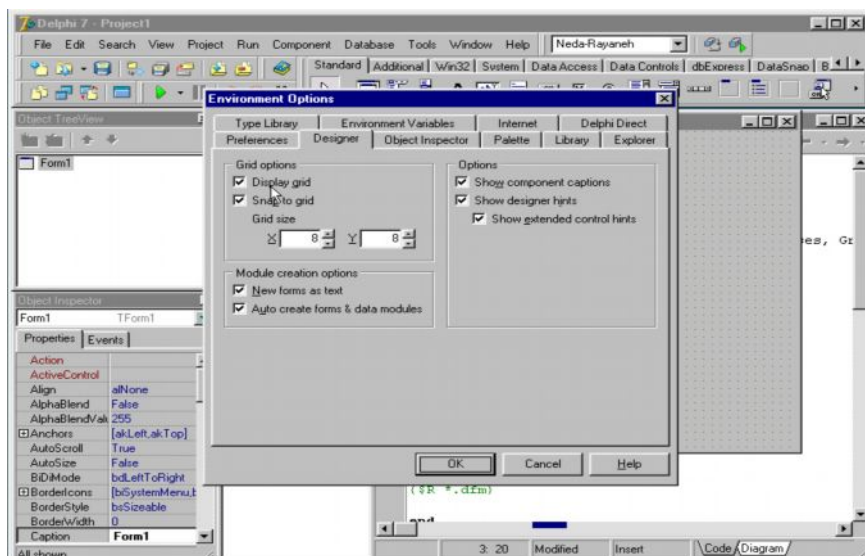 Delphi 7 - Project1
File Edit Search View Project Run Component Database Tools Window Help Neda-Rayaneh
Standard Additional Win32 System Data Access Data Controls dbExpress DataSnap B
Object TreeView
Form1
Environment Options
Type Library Environment Variables Internet Delphi Direct
Preferences Designer Object Inspector Palette Library Explorer
Grid options
Display grid
Snap to grid
Grid size
X 8 Y 8
Module creation options
New forms as text
Auto create forms & data modules
Options
Show component captions
Show designer hints
Show extended control hints
OK Cancel Help
es, Gr
Object Inspector
Form1 TForm1
Properties Events
Action
ActiveControl
Align alNone
AlphaBlend False
AlphaBlendVal 255
Anchors [akLeft,akTop]
AutoScroll True
AutoSize False
BiDiMode bdLeftToRight
BorderIcons [biSystemMenu,
BorderStyle bsSizeable
BorderWidth 0
Caption Form1
All shown
{$R *.dfm}
end
3: 20 Modified Insert Code Diagram